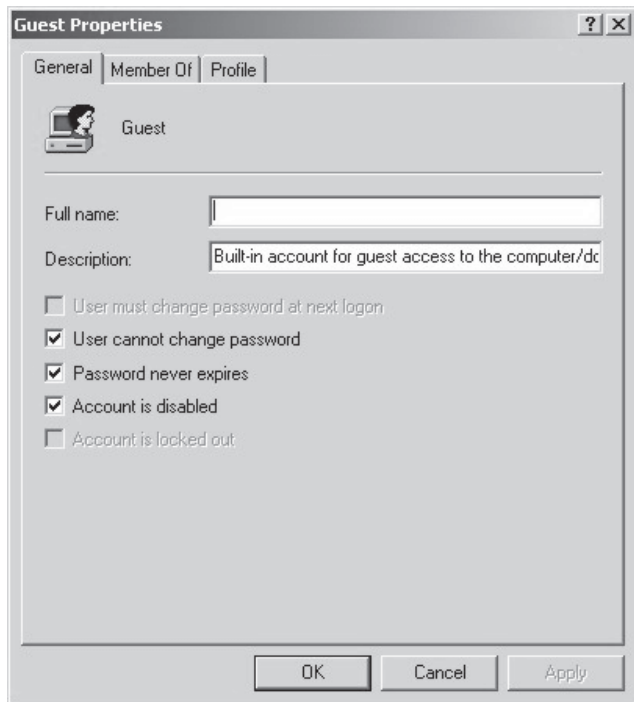 Guest Properties
General Member Of Profile
Guest
Full name:
Description: Built-in account for guest access to the computer/dc
User must change password at next logon
User cannot change password
Password never expires
Account is disabled
Account is locked out
OK Cancel Apply